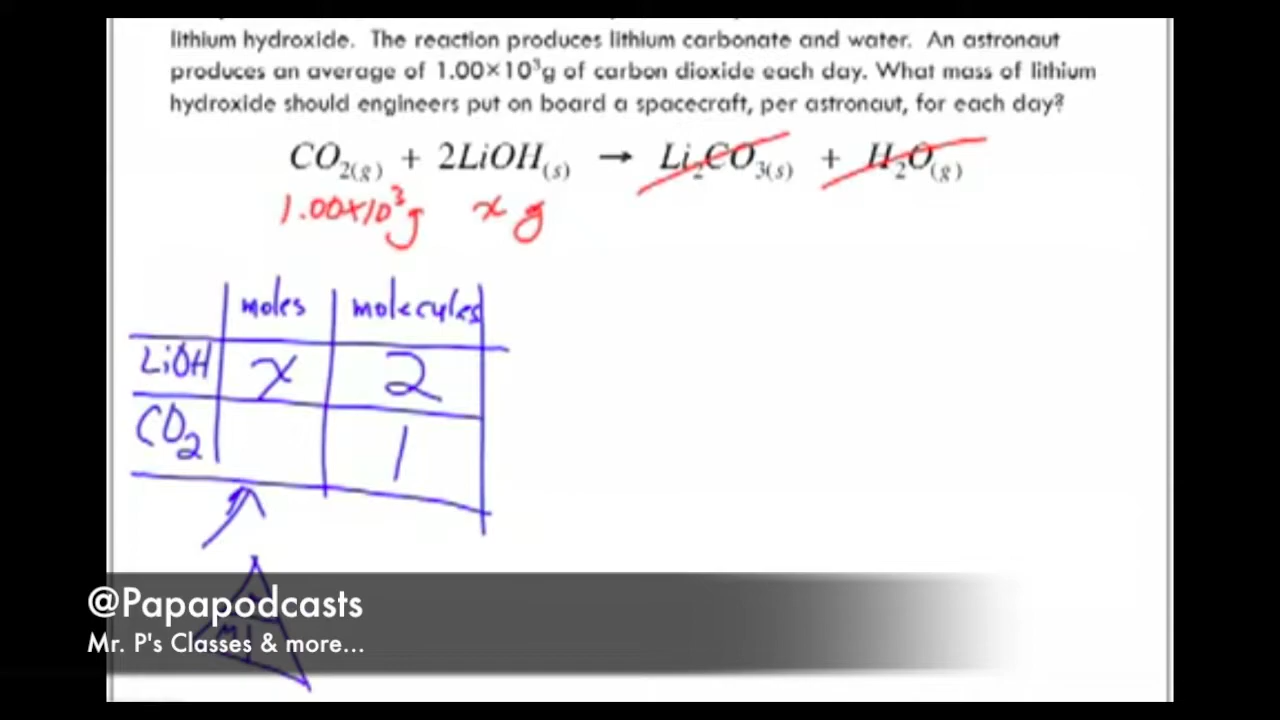 lithium hydroxide. The reaction produces lithium carbonate and water. An astronaut
produces an average of 1.00×10³g of carbon dioxide each day. What mass of lithium
hydroxide should engineers put on board a spacecraft, per astronaut, for each day?
CO₂(g) + 2LiOH(s) → Li₂CO₃(s) + H₂O(g)
1.00×10³g x g
moles molecules
LiOH x 2
CO₂ 1
@Papapodcasts
Mr. P's Classes & more...